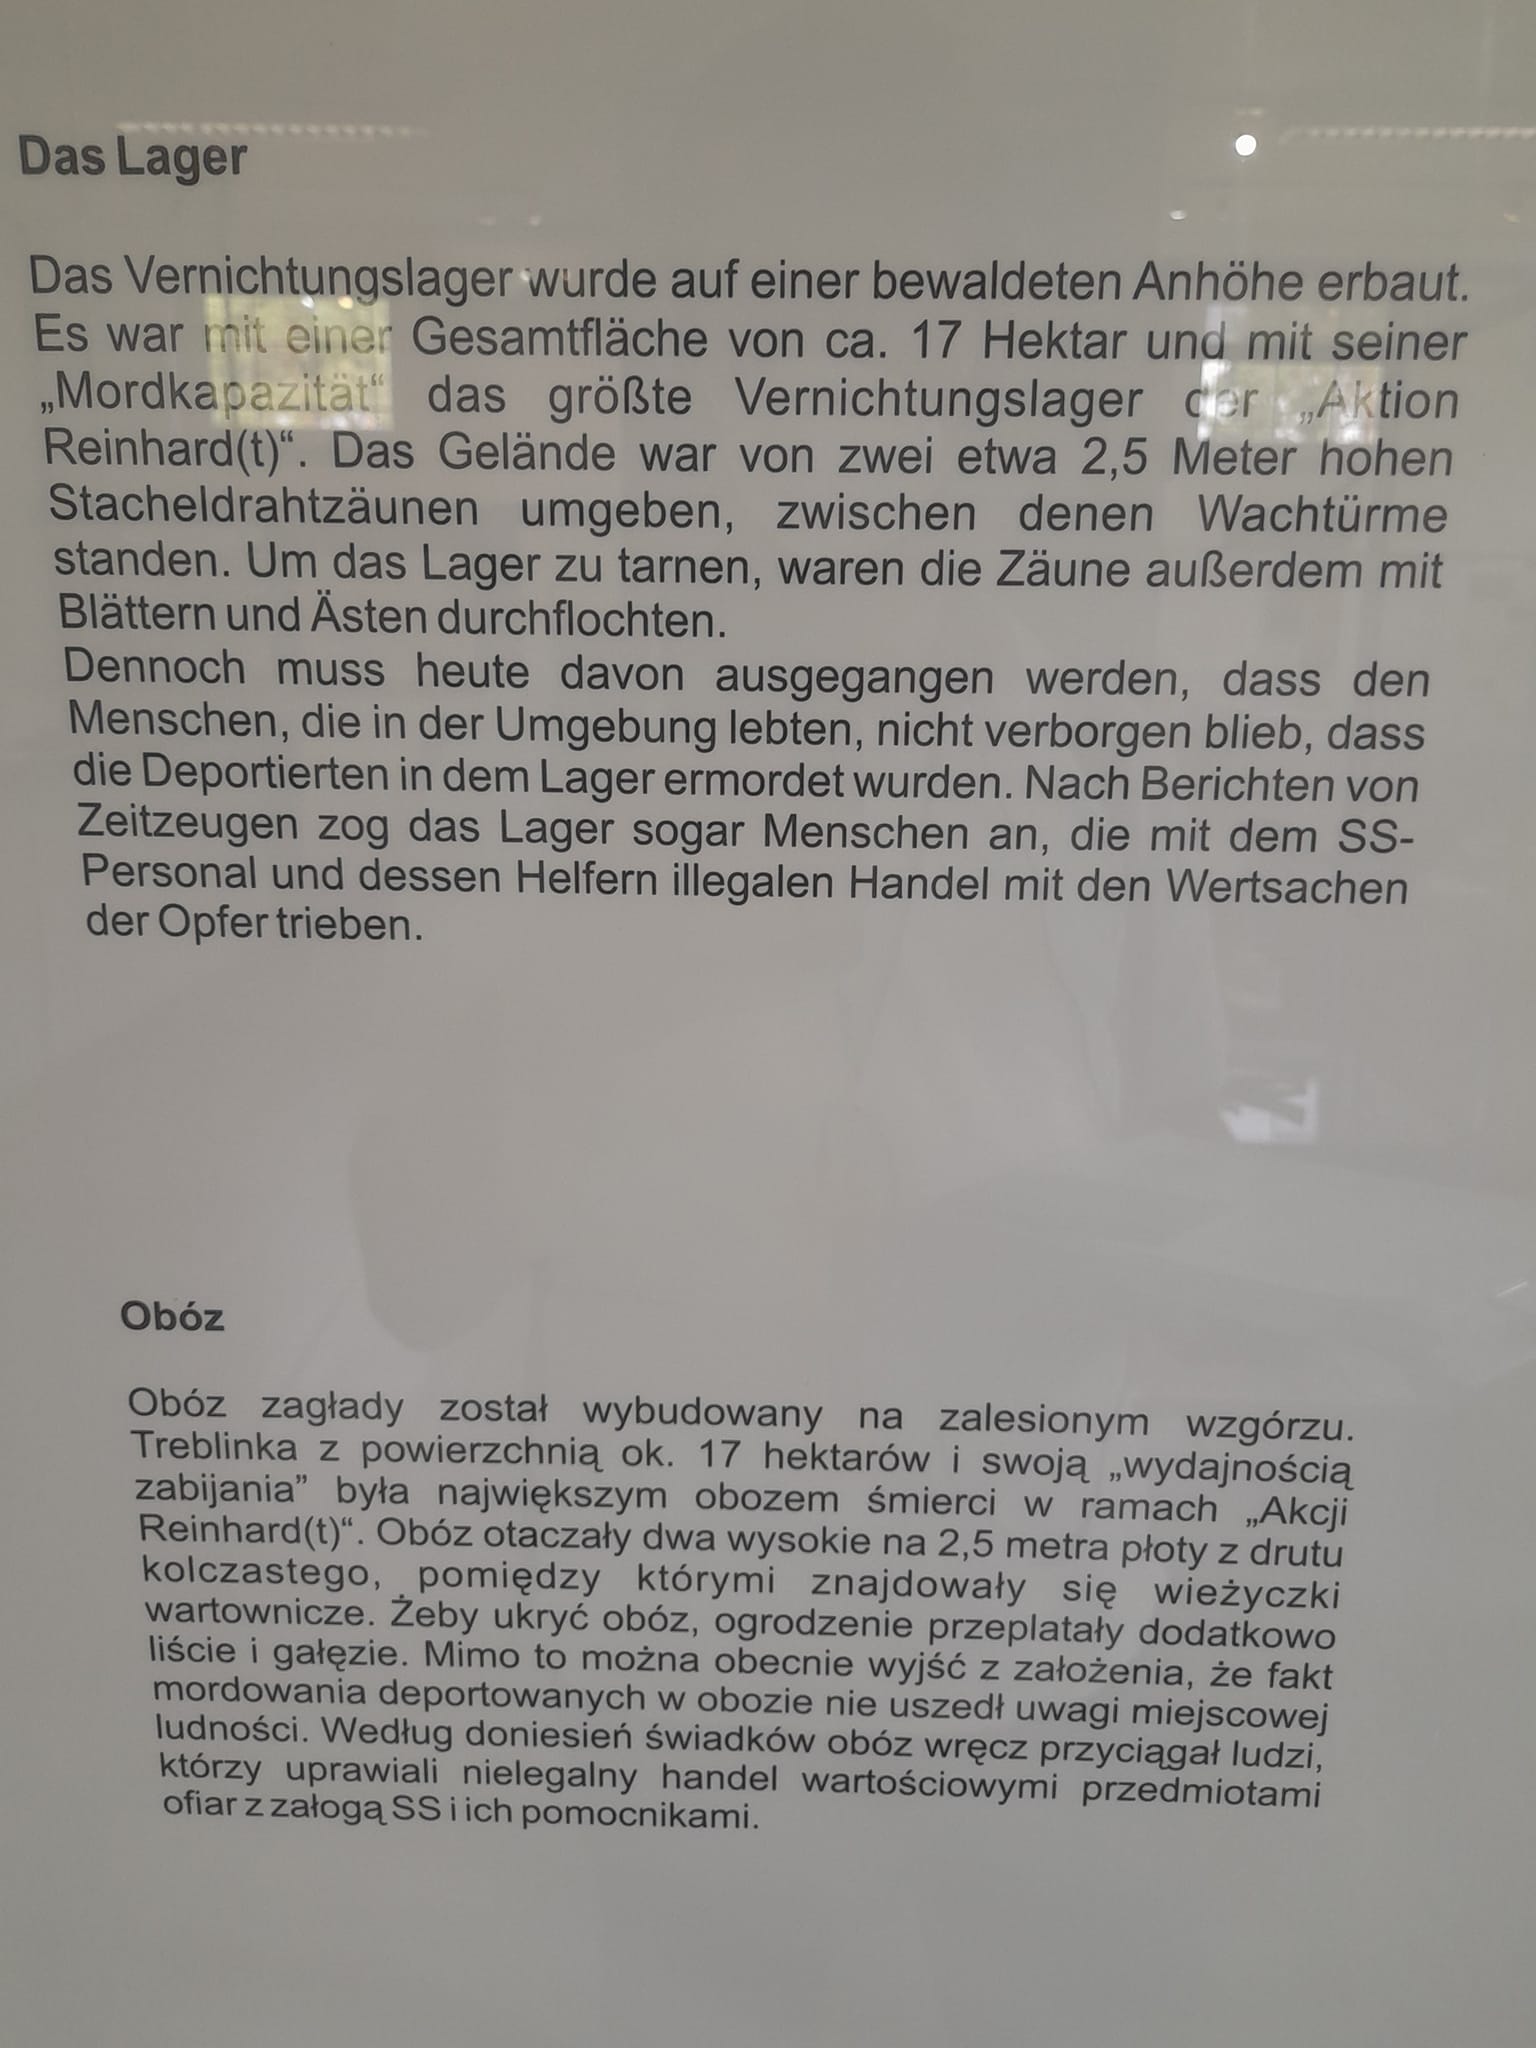 Das Lager
Das Vernichtungslager wurde auf einer bewaldeten Anhöhe erbaut.
Es war mit einer Gesamtfläche von ca. 17 Hektar und mit seiner
„Mordkapazität“ das größte Vernichtungslager der „Aktion
Reinhard(t)“. Das Gelände war von zwei etwa 2,5 Meter hohen
Stacheldrahtzäunen umgeben, zwischen denen Wachtürme
standen. Um das Lager zu tarnen, waren die Zäune außerdem mit
Blättern und Ästen durchflochten.
Dennoch muss heute davon ausgegangen werden, dass den
Menschen, die in der Umgebung lebten, nicht verborgen blieb, dass
die Deportierten in dem Lager ermordet wurden. Nach Berichten von
Zeitzeugen zog das Lager sogar Menschen an, die mit dem SS-
Personal und dessen Helfern illegalen Handel mit den Wertsachen
der Opfer trieben.
Obóz
Obóz zagłady został wybudowany na zalesionym wzgórzu.
Treblinka z powierzchnią ok. 17 hektarów i swoją „wydajnością
zabijania” była największym obozem śmierci w ramach „Akcji
Reinhard(t)“. Obóz otaczały dwa wysokie na 2,5 metra płoty z drutu
kolczastego, pomiędzy którymi znajdowały się wieżyczki
wartownicze. Żeby ukryć obóz, ogrodzenie przeplatały dodatkowo
liście i gałęzie. Mimo to można obecnie wyjść z założenia, że fakt
mordowania deportowanych w obozie nie uszedł uwagi miejscowej
ludności. Według doniesień świadków obóz wręcz przyciągał ludzi,
którzy uprawiali nielegalny handel wartościowymi przedmiotami
ofiar z załogą SS i ich pomocnikami.